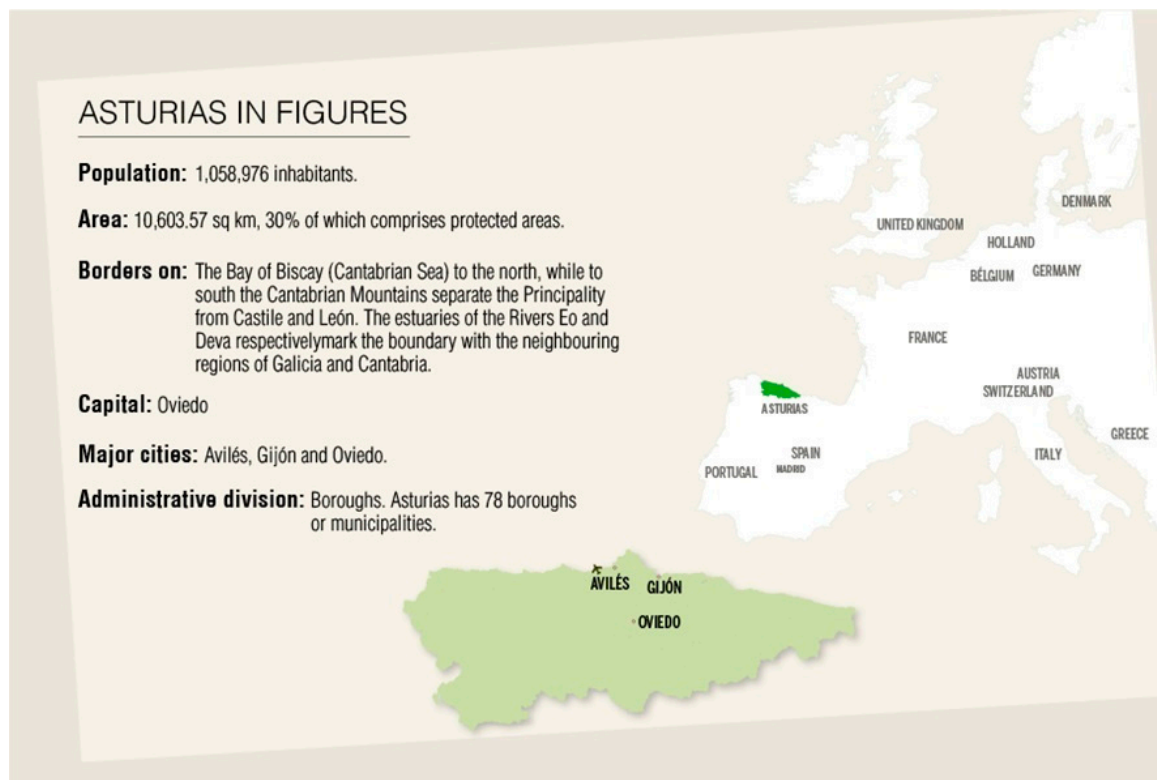 ASTURIAS IN FIGURES
Population: 1,058,976 inhabitants.
Area: 10,603.57 sq km, 30% of which comprises protected areas.
Borders on: The Bay of Biscay (Cantabrian Sea) to the north, while to
south the Cantabrian Mountains separate the Principality
from Castile and León. The estuaries of the Rivers Eo and
Deva respectivelymark the boundary with the neighbouring
regions of Galicia and Cantabria.
Capital: Oviedo
Major cities: Avilés, Gijón and Oviedo.
Administrative division: Boroughs. Asturias has 78 boroughs
or municipalities.
DENMARK
UNITED KINGDOM
HOLLAND
BÉLGIUM
GERMANY
FRANCE
AUSTRIA
SWITZERLAND
ASTURIAS
GREECE
SPAIN
ITALY
PORTUGAL
MADRID
AVILÉS
GIJÓN
OVIEDO